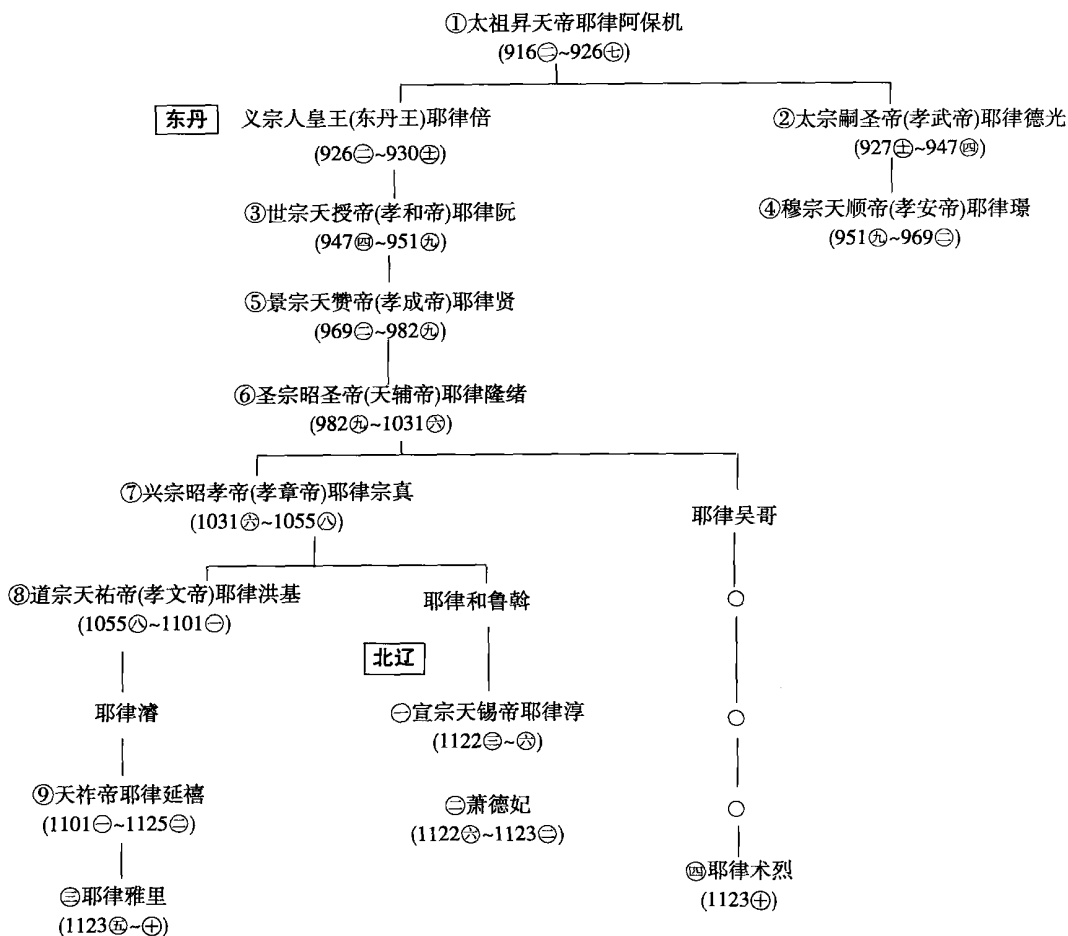 ①太祖昇天帝耶律阿保机
(916㊁~926㊆)
东丹
义宗人皇王(东丹王)耶律倍
(926㊁~930㊏)
②太宗嗣圣帝(孝武帝)耶律德光
(927㊏~947㊃)
③世宗天授帝(孝和帝)耶律阮
(947㊃~951㊈)
④穆宗天顺帝(孝安帝)耶律璟
(951㊈~969㊁)
⑤景宗天赞帝(孝成帝)耶律贤
(969㊁~982㊈)
⑥圣宗昭圣帝(天辅帝)耶律隆绪
(982㊈~1031㊅)
⑦兴宗昭孝帝(孝章帝)耶律宗真
(1031㊅~1055㊇)
耶律吴哥
⑧道宗天祐帝(孝文帝)耶律洪基
(1055㊇~1101㊀)
耶律和鲁斡
北辽
耶律濬
㊀宣宗天锡帝耶律淳
(1122㊂~㊅)
⑨天祚帝耶律延禧
(1101㊀~1125㊁)
㊁萧德妃
(1122㊅~1123㊁)
㊂耶律雅里
(1123㊄~㊉)
㊃耶律术烈
(1123㊉)